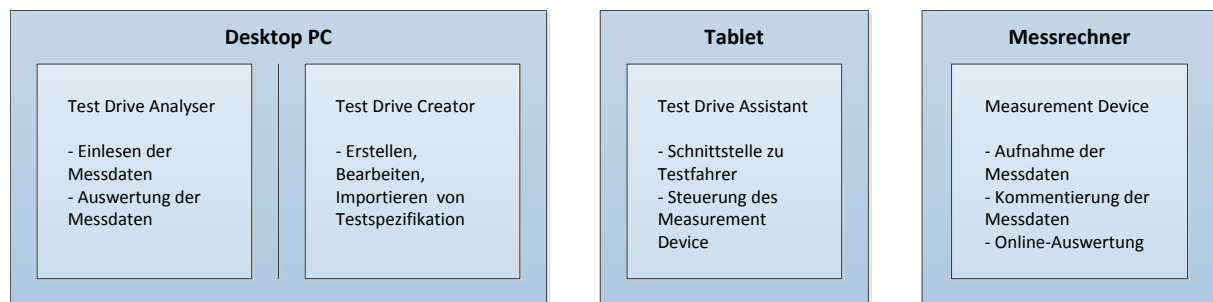 Desktop PC
Test Drive Analyser
- Einlesen der
Messdaten
- Auswertung der
Messdaten
Test Drive Creator
- Erstellen,
Bearbeiten,
Importieren von
Testspezifikation
Tablet
Test Drive Assistant
- Schnittstelle zu
Testfahrer
- Steuerung des
Measurement
Device
Messrechner
Measurement Device
- Aufnahme der
Messdaten
- Kommentierung der
Messdaten
- Online-Auswertung